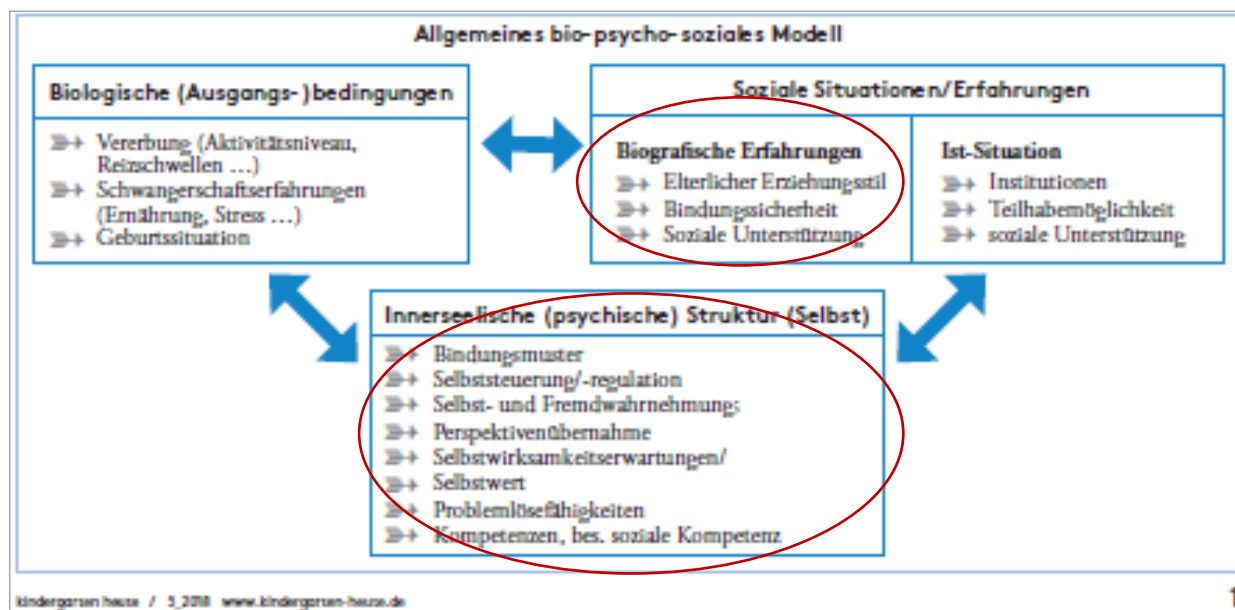 Allgemeines bio-psycho-soziales Modell
Biologische (Ausgangs-)bedingungen
Vererbung (Aktivitätsniveau,
Reizschwellen ...)
Schwangerschaftserfahrungen
(Ernährung, Stress ...)
Geburtssituation
Soziale Situationen/Erfahrungen
Biografische Erfahrungen
Elterlicher Erziehungsstil
Bindungssicherheit
Soziale Unterstützung
Ist-Situation
Institutionen
Teilhabemöglichkeit
soziale Unterstützung
Innerseelische (psychische) Struktur (Selbst)
Bindungsmuster
Selbststeuerung/-regulation
Selbst- und Fremdwahrnehmung;
Perspektivenübernahme
Selbstwirksamkeitserwartungen/
Selbstwert
Problemlösefähigkeiten
Kompetenzen, bes. soziale Kompetenz
kindergarten heute / 5_2018 www.kindergarten-heute.de
1